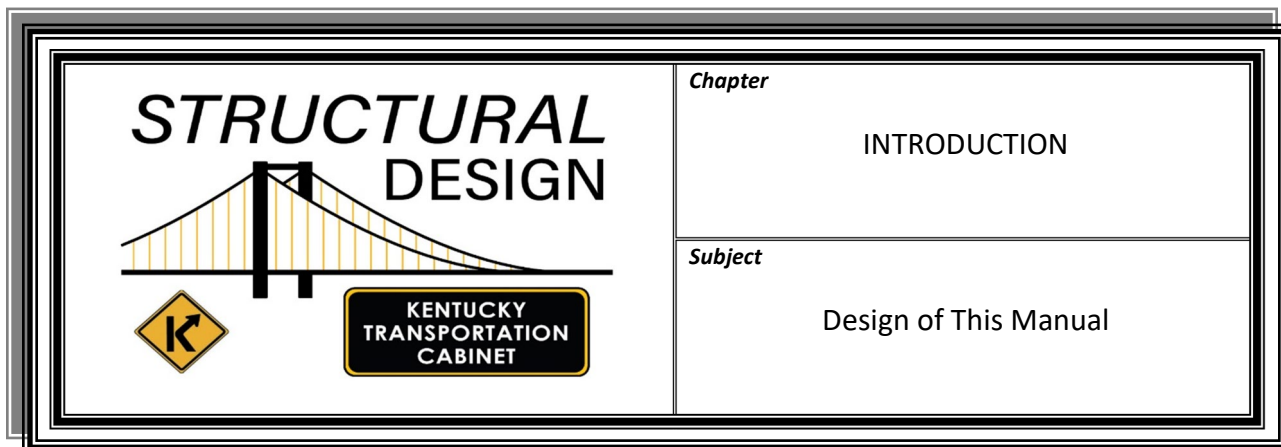 STRUCTURAL
DESIGN
KENTUCKY
TRANSPORTATION
CABINET
K
Chapter
INTRODUCTION
Subject
Design of This Manual